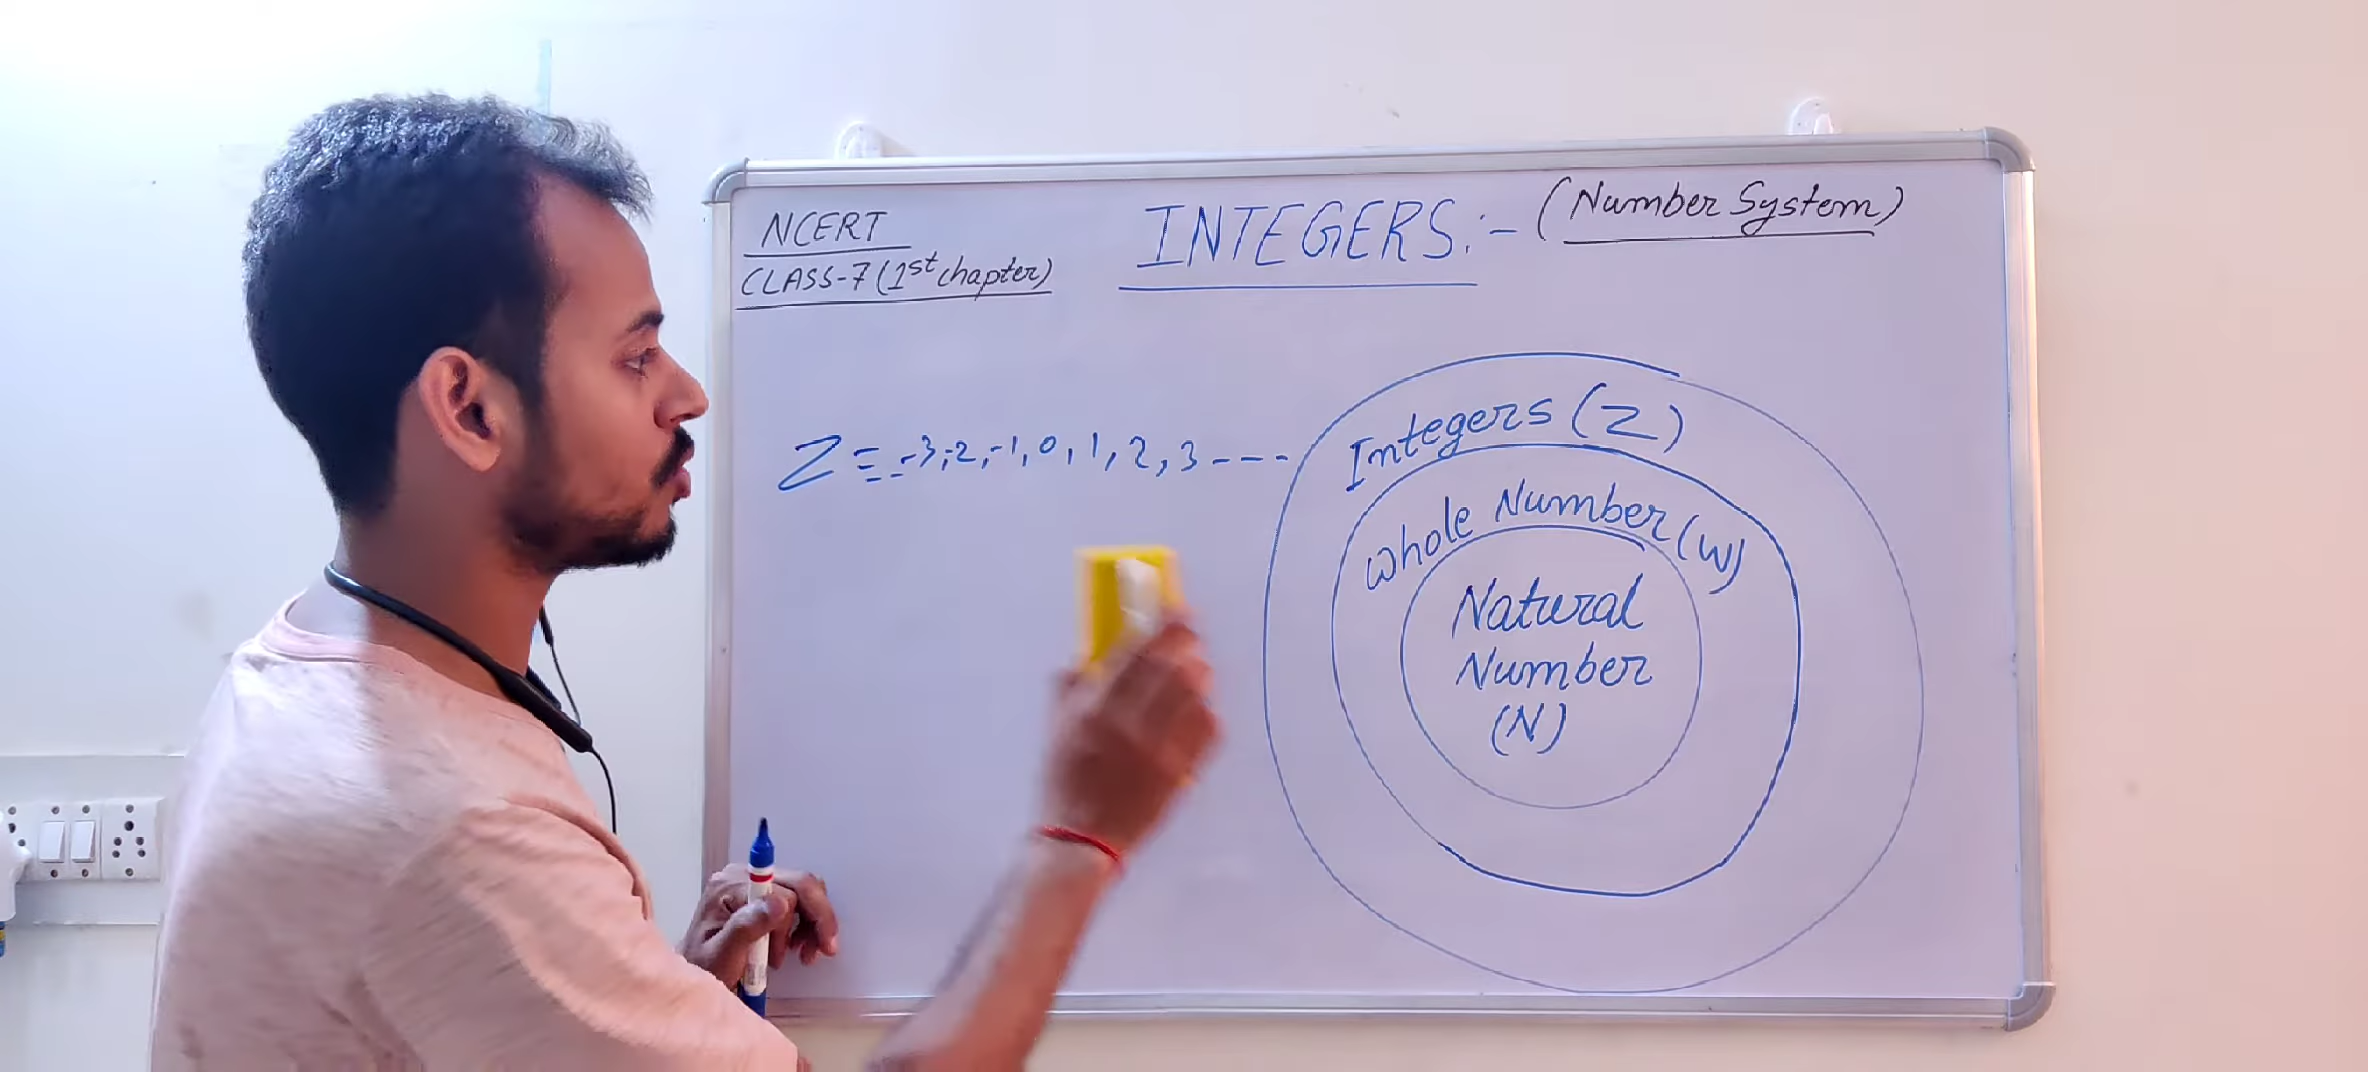 NCERT
CLASS-7 (1st chapter)
INTEGERS:- (Number System)
Z = ---3,-2,-1,0,1,2,3----
Integers (Z)
Whole Number (W)
Natural
Number
(N)